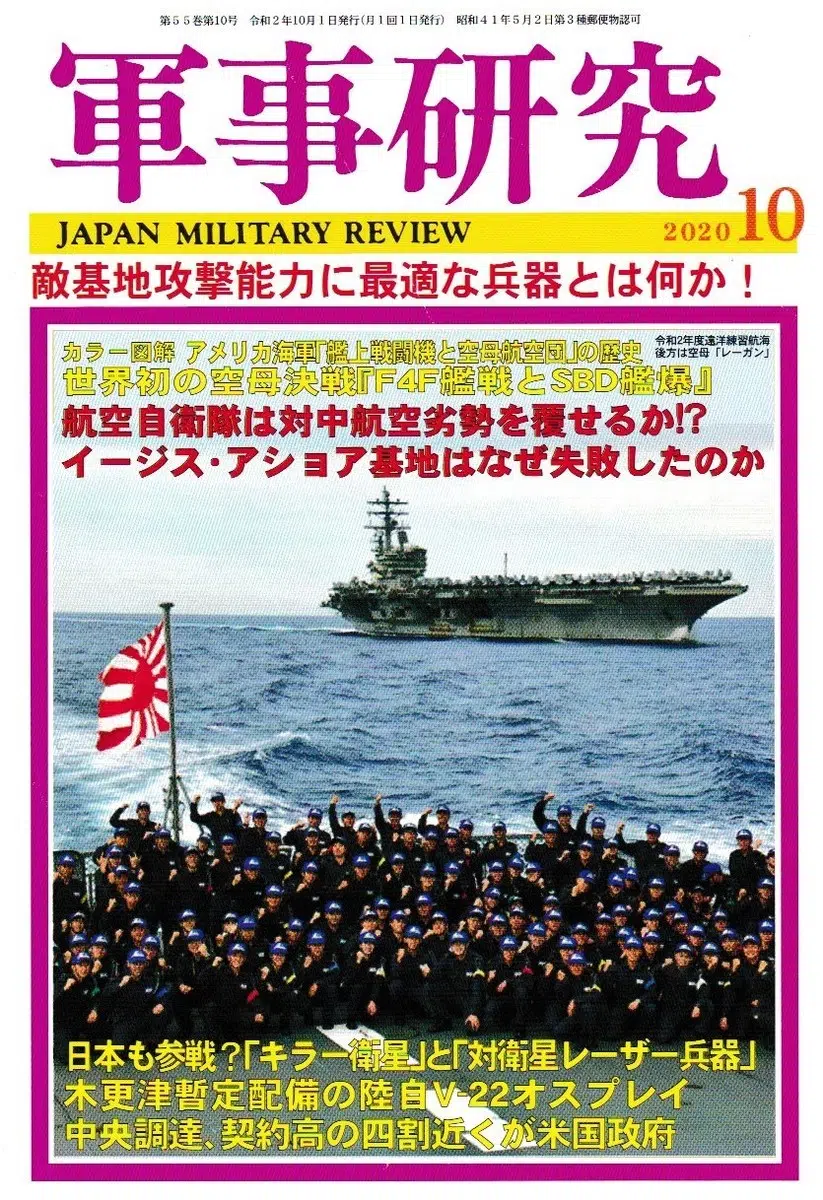 第55巻第10号 令和2年10月1日発行(月1回1日発行) 昭和41年5月2日第3種郵便物認可
軍事研究
JAPAN MILITARY REVIEW 2020 10
敵基地攻撃能力に最適な兵器とは何か！
カラー図解 アメリカ海軍「艦上戦闘機と空母航空団」の歴史
令和2年度遠洋練習航海
後方は空母「レーガン」
世界初の空母決戦『F4F艦戦とSBD艦爆』
航空自衛隊は対中航空劣勢を覆せるか!?
イージス・アショア基地はなぜ失敗したのか
日本も参戦？「キラー衛星」と「対衛星レーザー兵器」
木更津暫定配備の陸自V-22オスプレイ
中央調達、契約高の四割近くが米国政府